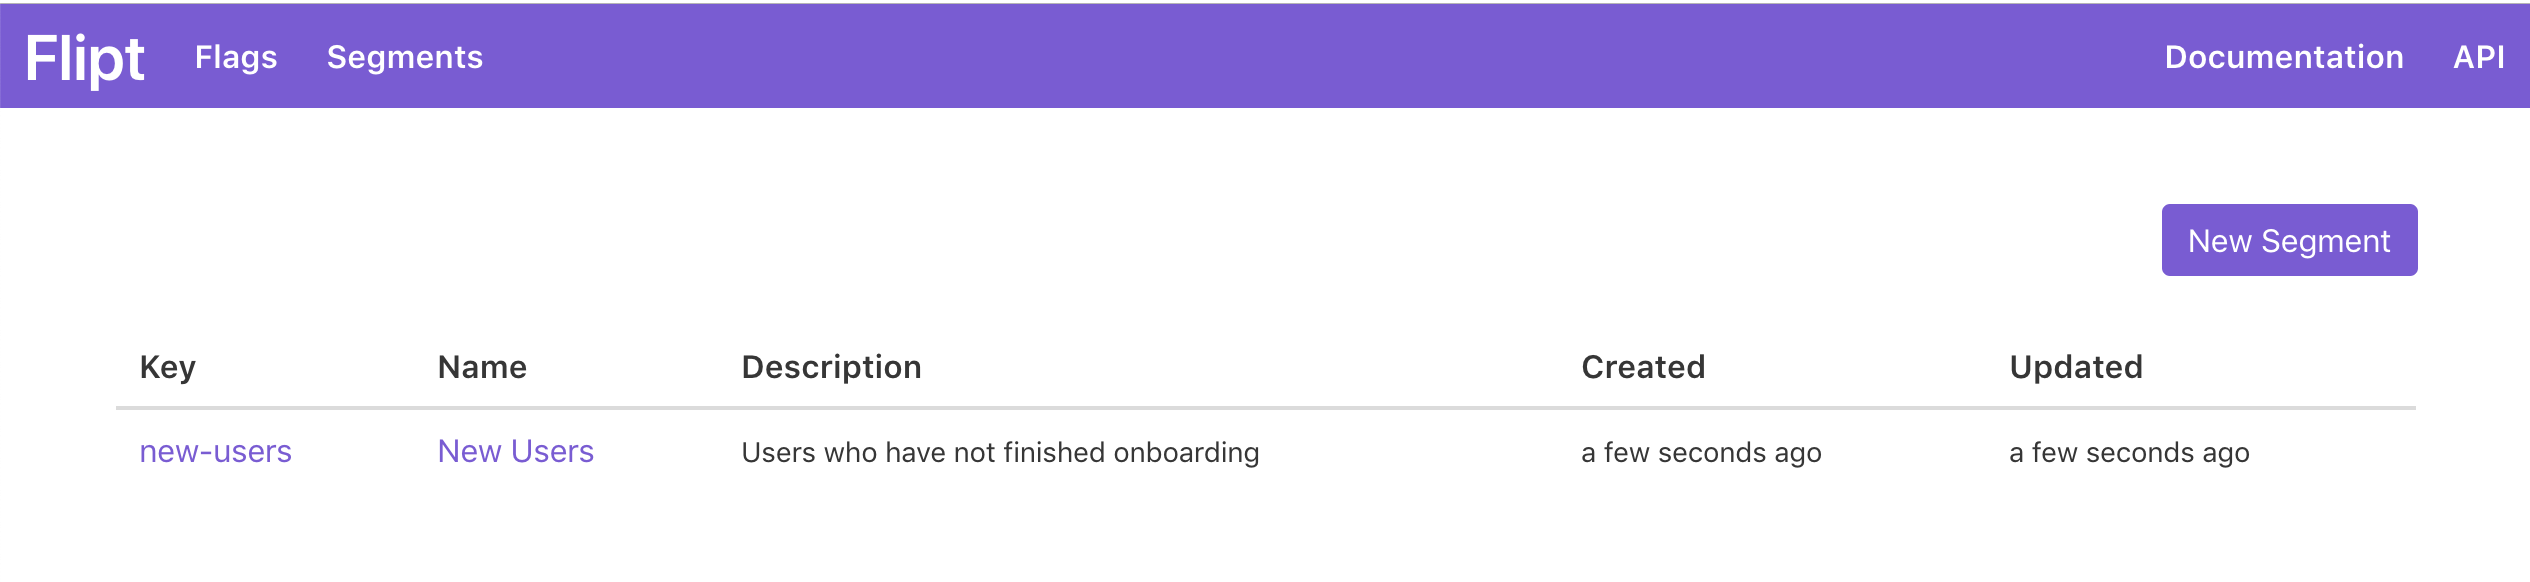 Flipt Flags Segments Documentation API
New Segment
Key Name Description Created Updated
new-users New Users Users who have not finished onboarding a few seconds ago a few seconds ago